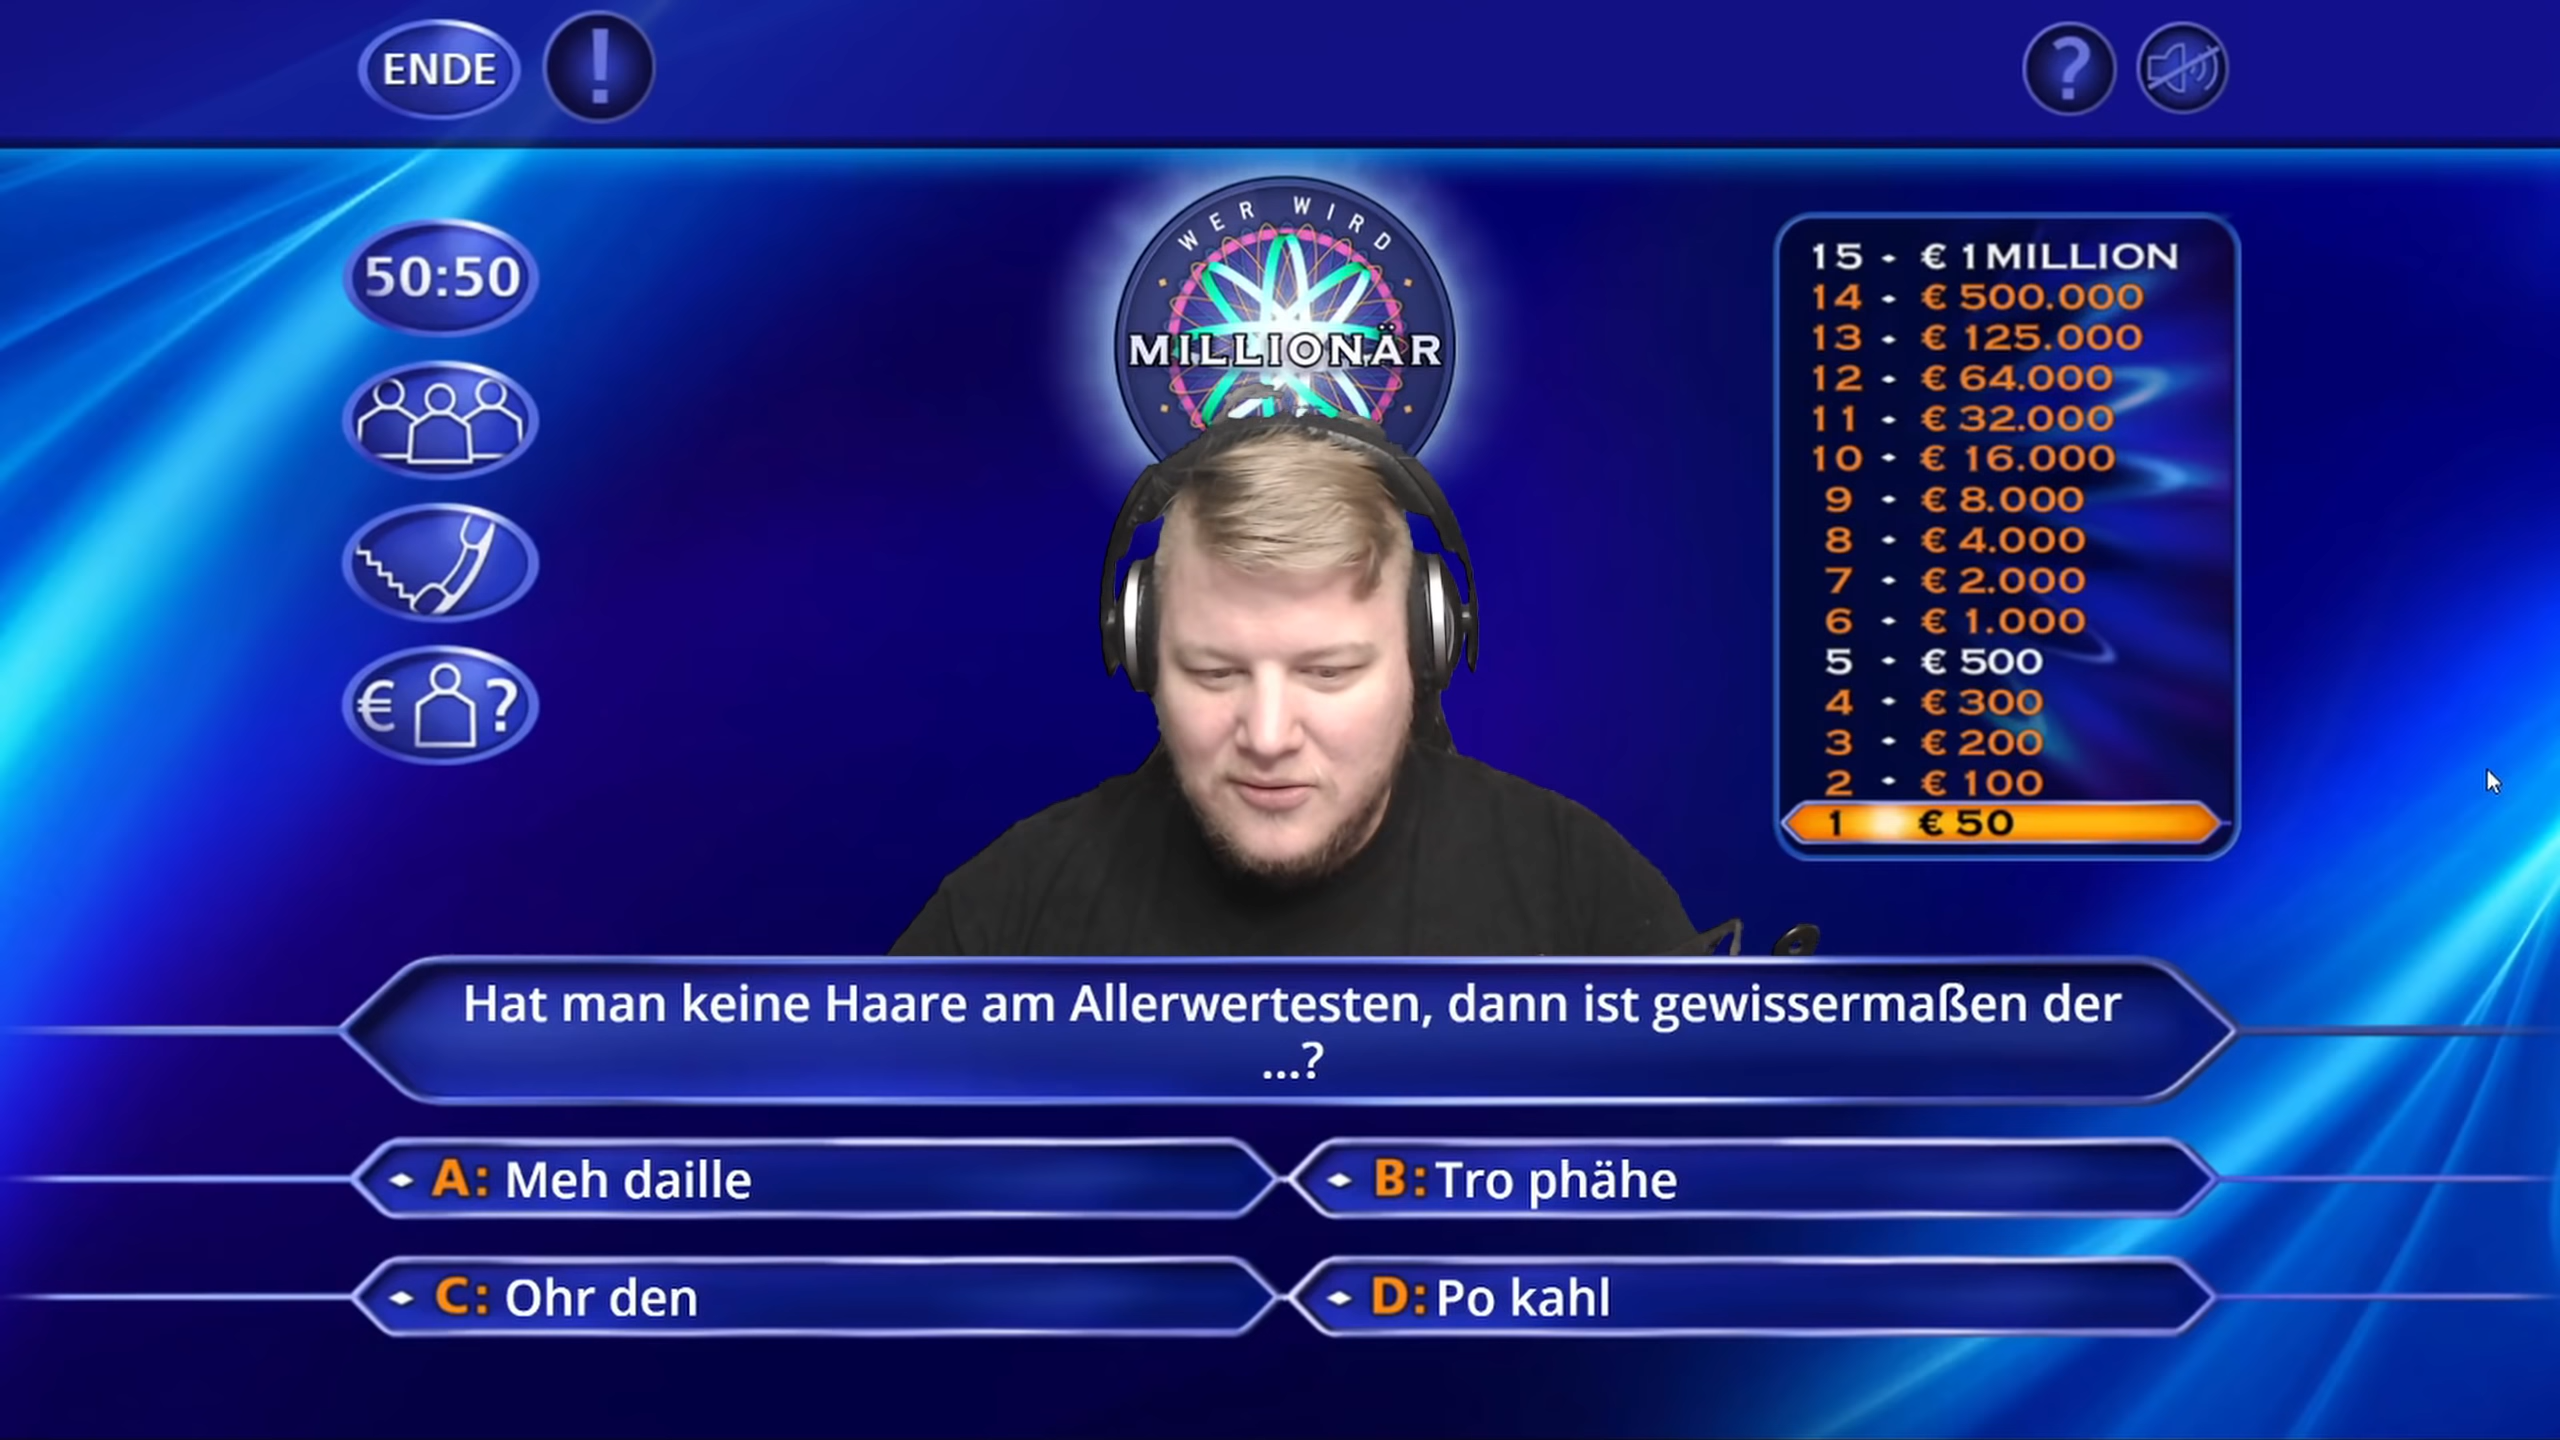 ENDE
!
?
50:50
€ ?
WER WIRD
MILLIONÄR
15 ⬥ € 1 MILLION
14 ⬥ € 500.000
13 ⬥ € 125.000
12 ⬥ € 64.000
11 ⬥ € 32.000
10 ⬥ € 16.000
9 ⬥ € 8.000
8 ⬥ € 4.000
7 ⬥ € 2.000
6 ⬥ € 1.000
5 ⬥ € 500
4 ⬥ € 300
3 ⬥ € 200
2 ⬥ € 100
1 € 50
Hat man keine Haare am Allerwertesten, dann ist gewissermaßen der
...?
⬥ A: Meh daille
⬥ B: Tro phähe
⬥ C: Ohr den
⬥ D: Po kahl